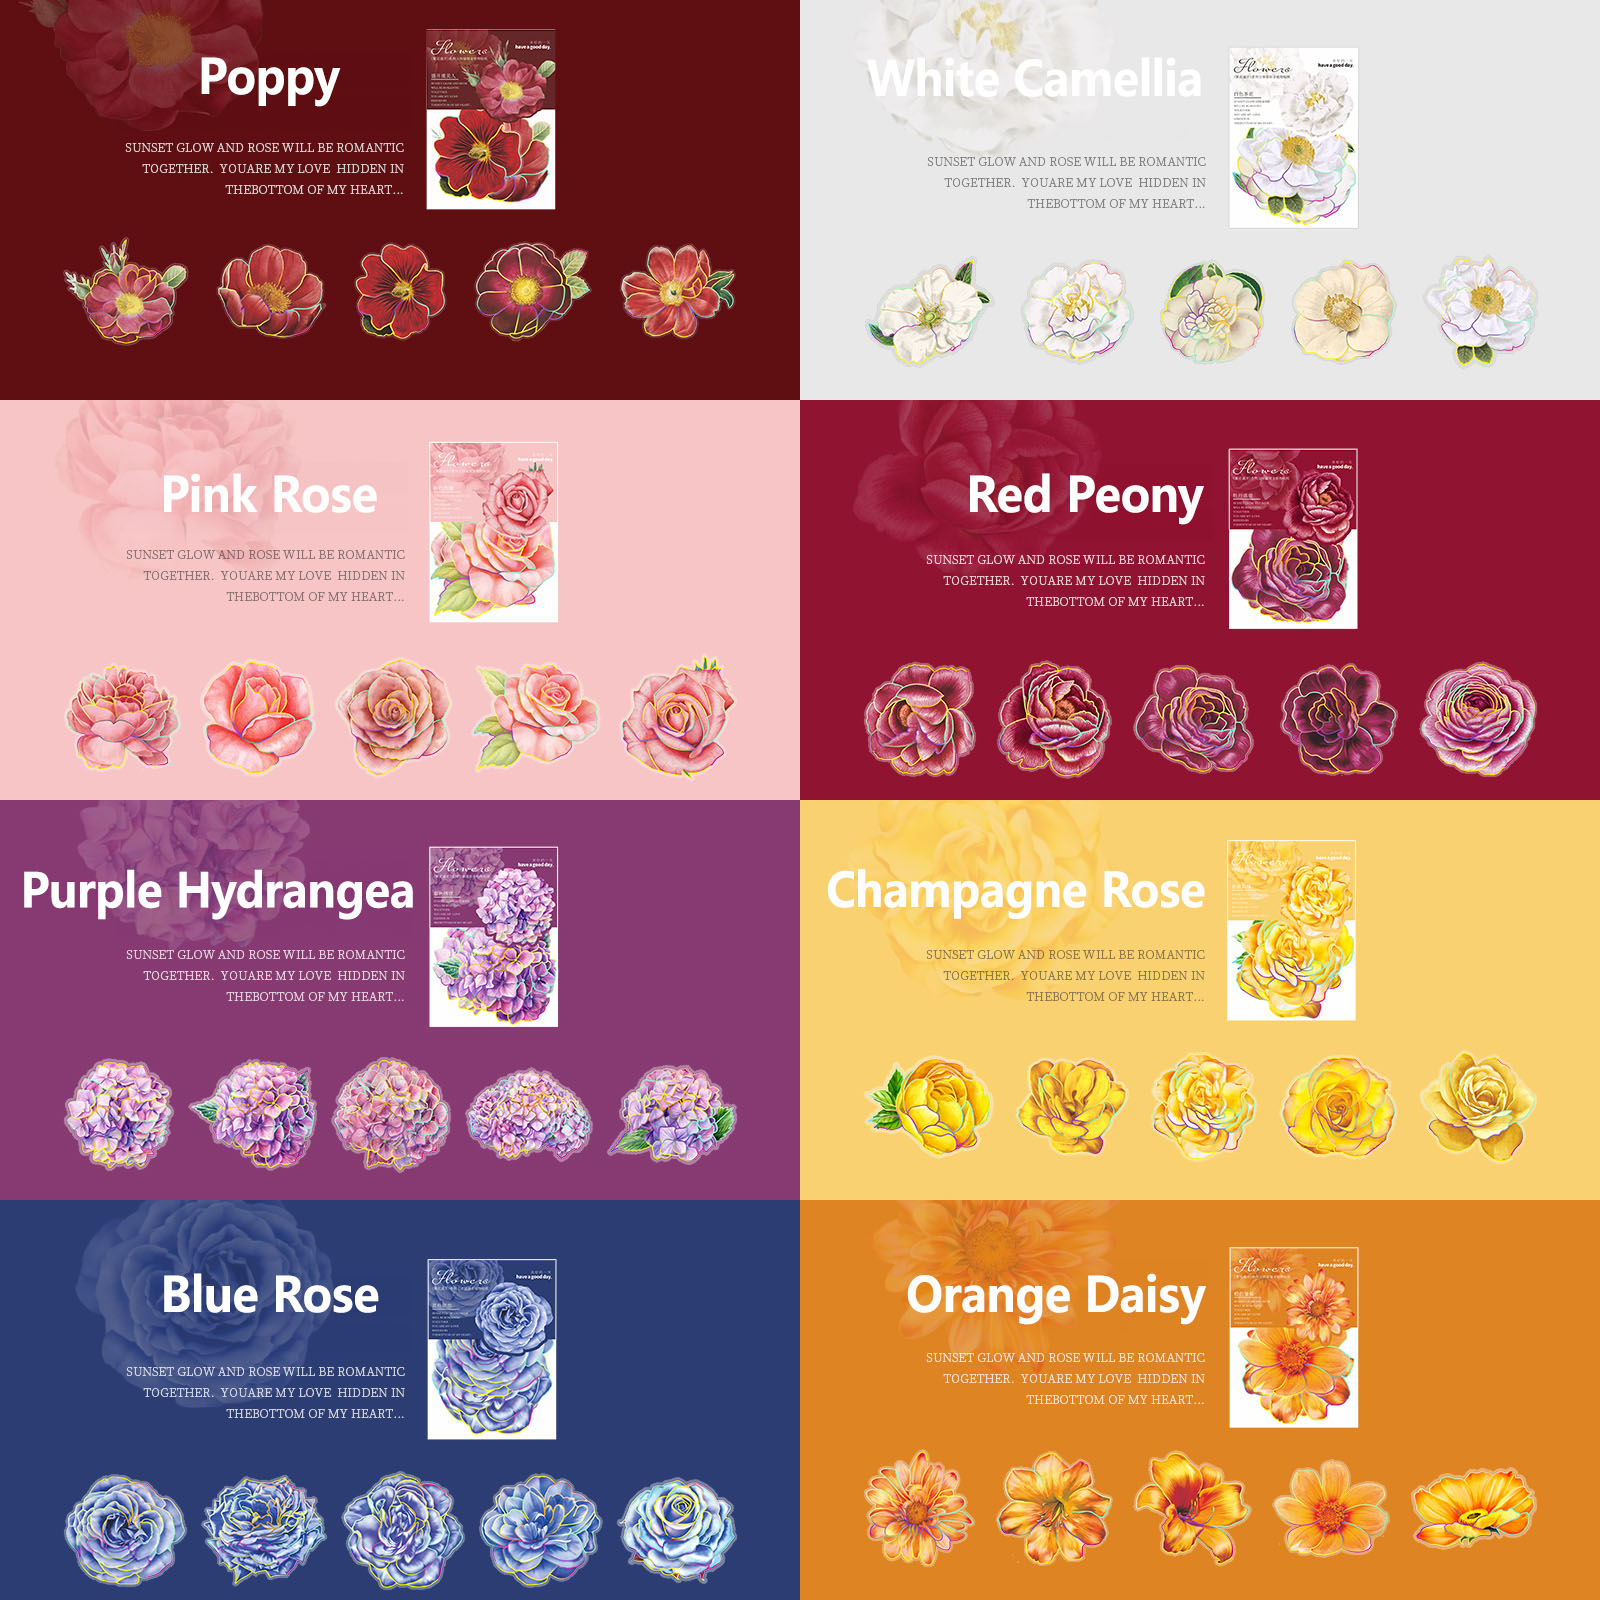 Poppy
SUNSET GLOW AND ROSE WILL BE ROMANTIC
TOGETHER. YOUARE MY LOVE HIDDEN IN
THEBOTTOM OF MY HEART...
Flowers
have a good day.
White Camellia
SUNSET GLOW AND ROSE WILL BE ROMANTIC
TOGETHER. YOUARE MY LOVE HIDDEN IN
THEBOTTOM OF MY HEART...
Flowers
have a good day.
Pink Rose
SUNSET GLOW AND ROSE WILL BE ROMANTIC
TOGETHER. YOUARE MY LOVE HIDDEN IN
THEBOTTOM OF MY HEART...
Flowers
have a good day.
Red Peony
SUNSET GLOW AND ROSE WILL BE ROMANTIC
TOGETHER. YOUARE MY LOVE HIDDEN IN
THEBOTTOM OF MY HEART...
Flowers
have a good day.
Purple Hydrangea
SUNSET GLOW AND ROSE WILL BE ROMANTIC
TOGETHER. YOUARE MY LOVE HIDDEN IN
THEBOTTOM OF MY HEART...
Flowers
have a good day.
Champagne Rose
SUNSET GLOW AND ROSE WILL BE ROMANTIC
TOGETHER. YOUARE MY LOVE HIDDEN IN
THEBOTTOM OF MY HEART...
Flowers
have a good day.
Blue Rose
SUNSET GLOW AND ROSE WILL BE ROMANTIC
TOGETHER. YOUARE MY LOVE HIDDEN IN
THEBOTTOM OF MY HEART...
Flowers
have a good day.
Orange Daisy
SUNSET GLOW AND ROSE WILL BE ROMANTIC
TOGETHER. YOUARE MY LOVE HIDDEN IN
THEBOTTOM OF MY HEART...
Flowers
have a good day.